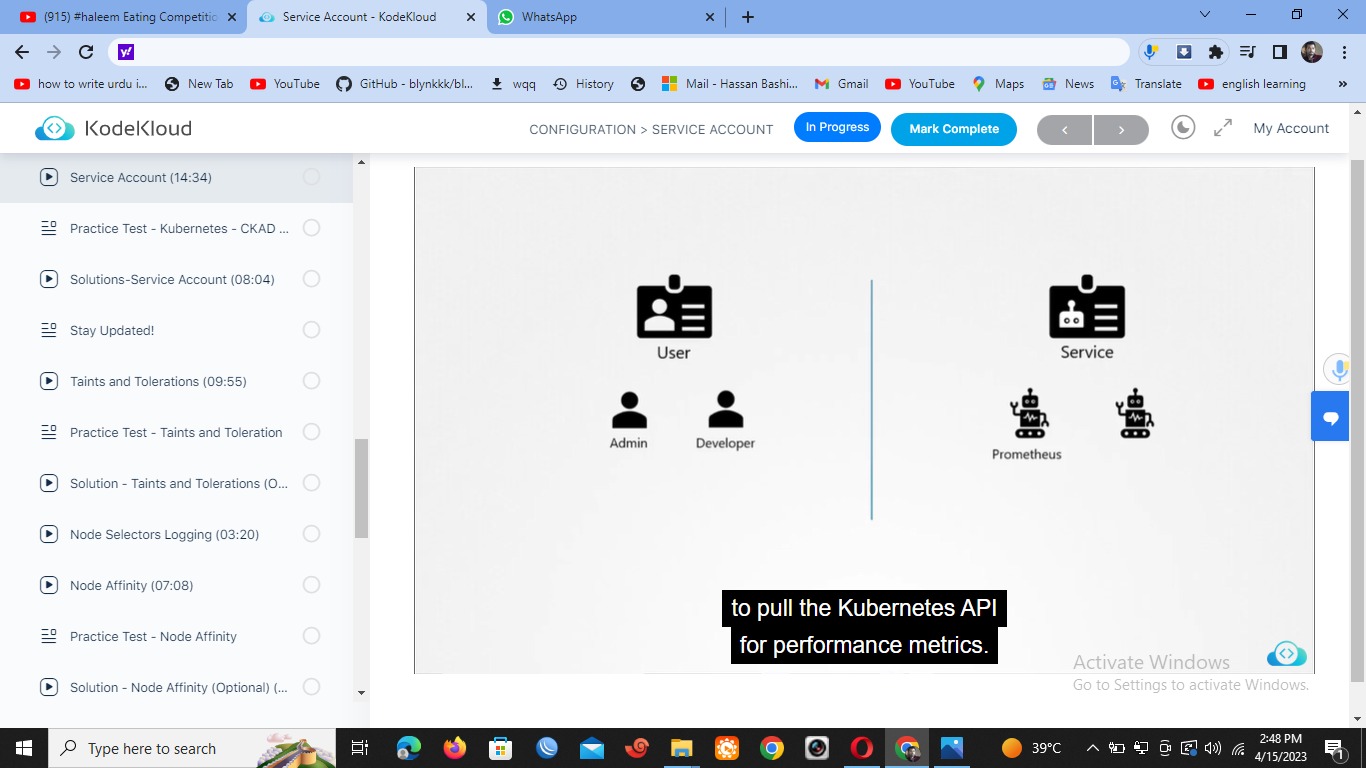 (915) #haleem Eating Competitio
Service Account - KodeKloud
WhatsApp
y!
how to write urdu i...
New Tab
YouTube
GitHub - blynkkk/bl...
wqq
History
Mail - Hassan Bashi...
Gmail
YouTube
Maps
News
Translate
english learning
»
KodeKloud
CONFIGURATION > SERVICE ACCOUNT
In Progress
Mark Complete
<
>
My Account
Service Account (14:34)
Practice Test - Kubernetes - CKAD ...
Solutions-Service Account (08:04)
Stay Updated!
Taints and Tolerations (09:55)
Practice Test - Taints and Toleration
Solution - Taints and Tolerations (O...
Node Selectors Logging (03:20)
Node Affinity (07:08)
Practice Test - Node Affinity
Solution - Node Affinity (Optional) (...
User
Admin
Developer
Service
Prometheus
to pull the Kubernetes API
for performance metrics.
Activate Windows
Go to Settings to activate Windows.
Type here to search
39°C
2:48 PM
4/15/2023
1